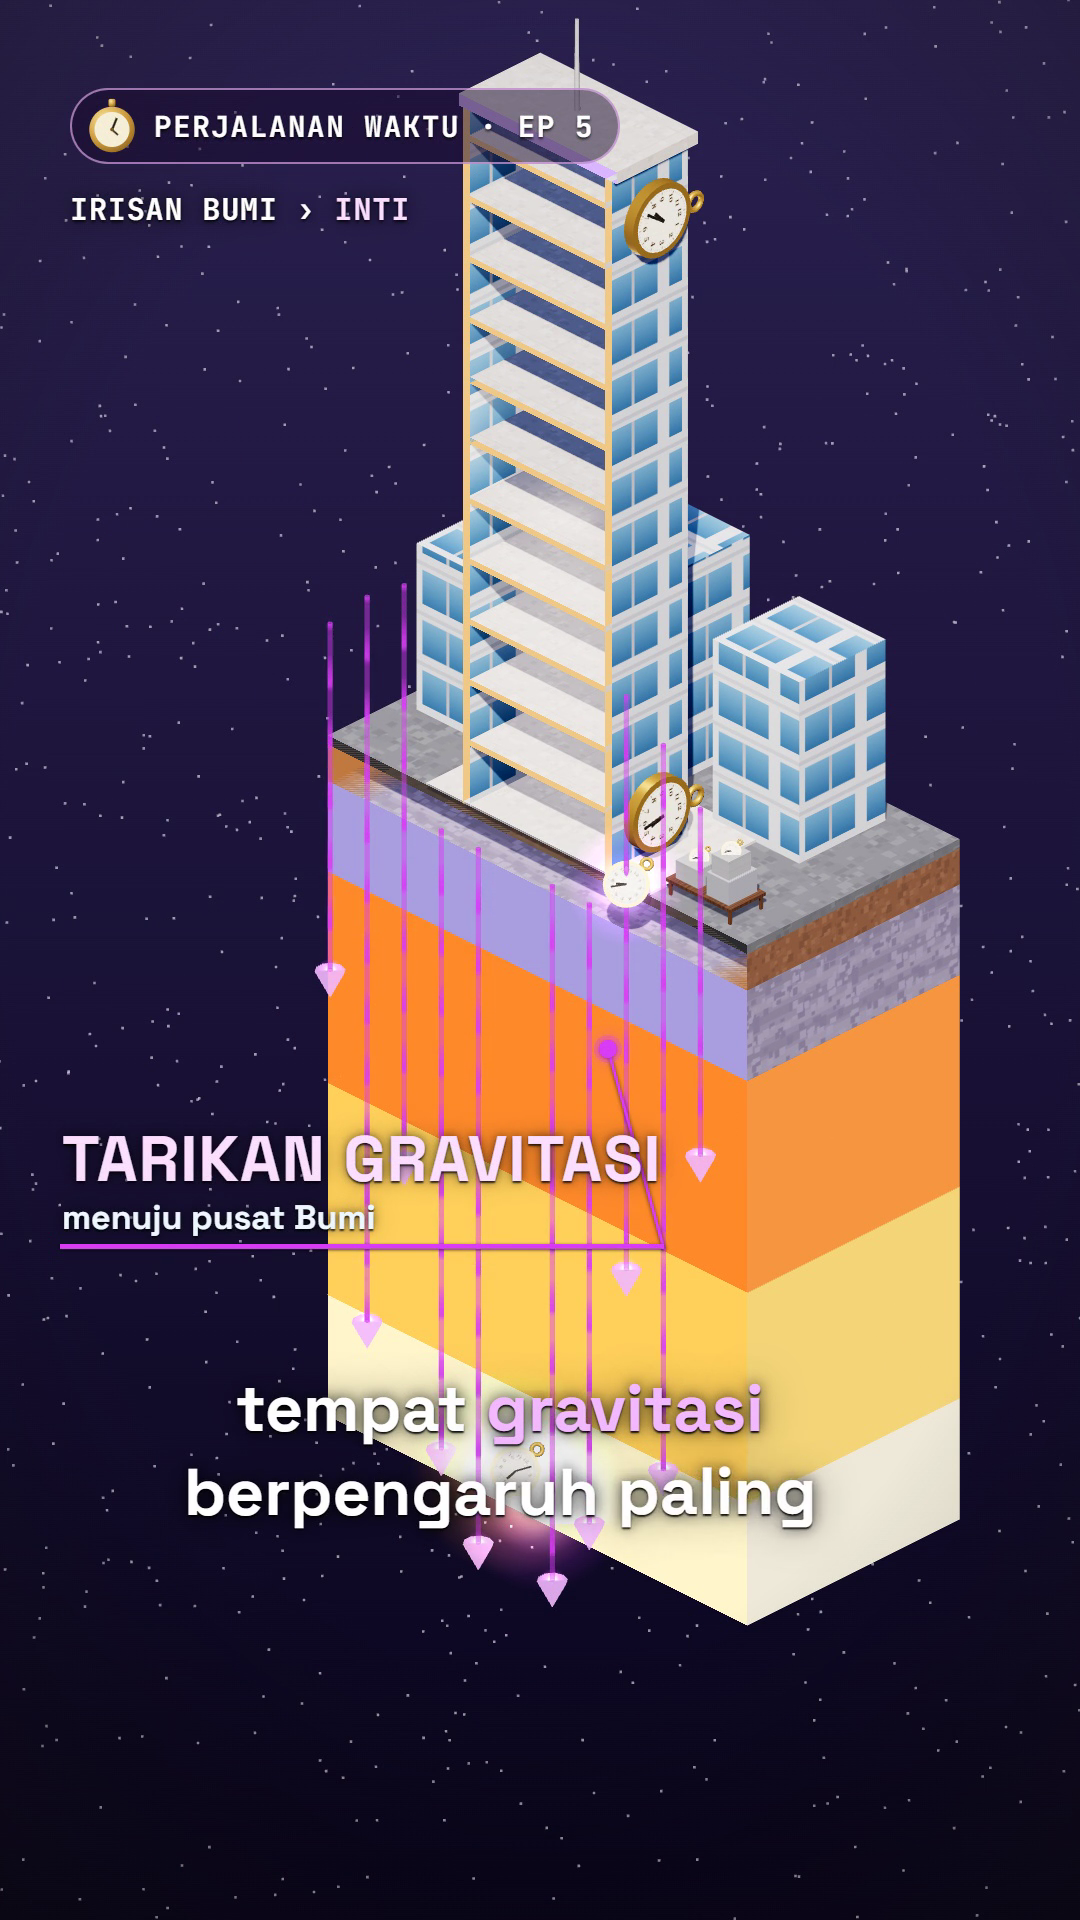 PERJALANAN WAKTU · EP 5
IRISAN BUMI › INTI
TARIKAN GRAVITASI
menuju pusat Bumi
tempat gravitasi
berpengaruh paling